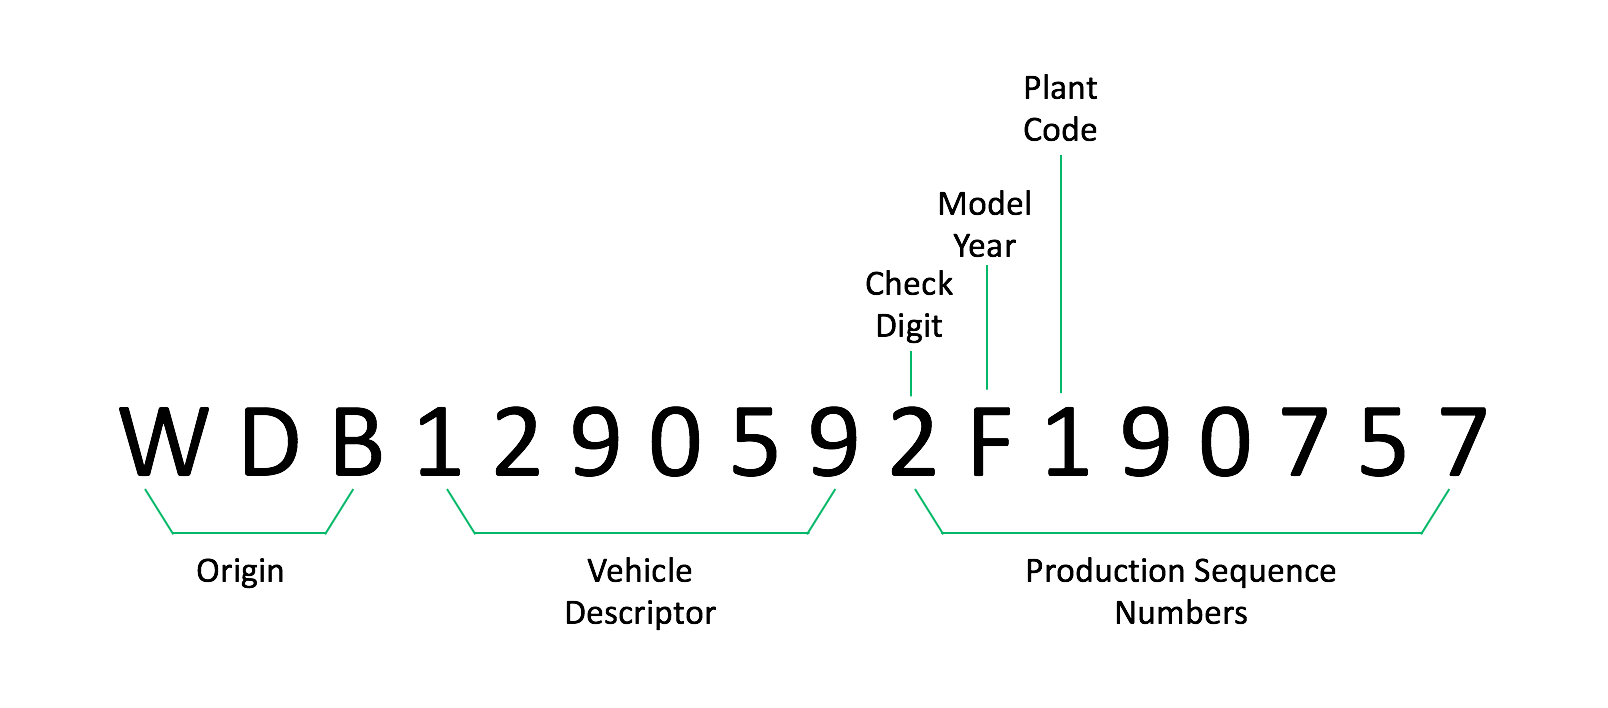 Plant
Code
Model
Year
Check
Digit
W D B 1 2 9 0 5 9 2 F 1 9 0 7 5 7
Origin
Vehicle
Descriptor
Production Sequence
Numbers